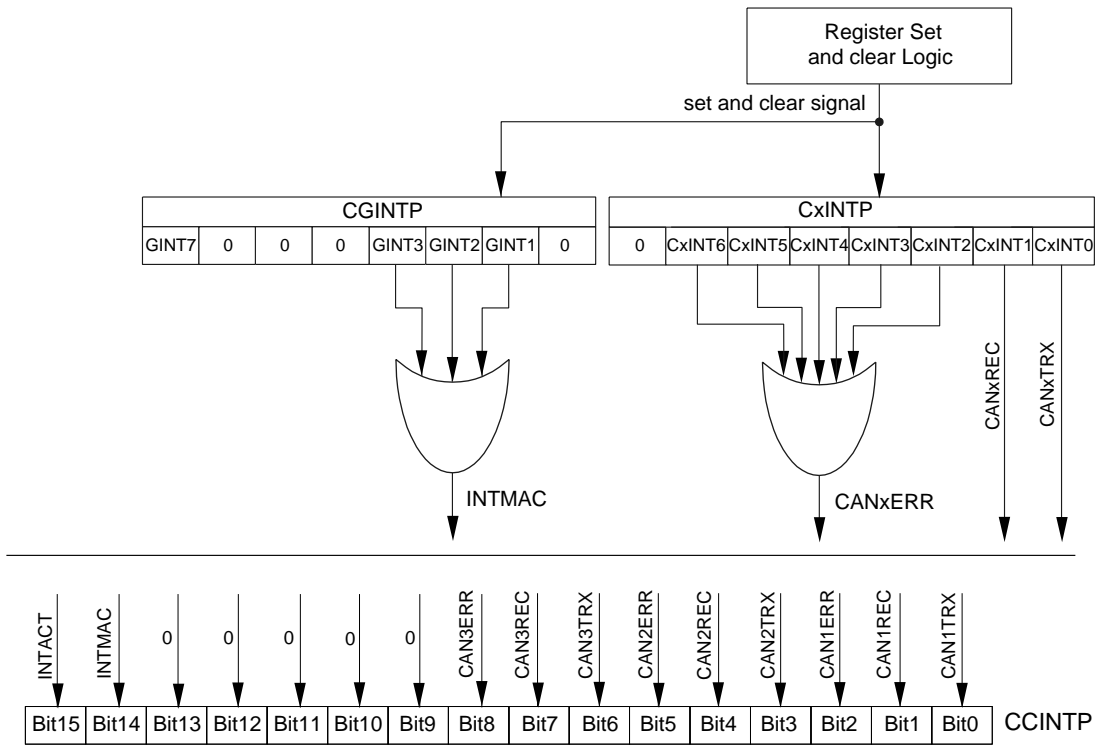 Register Set
and clear Logic
set and clear signal
CGINTP
GINT7 0 0 0 GINT3 GINT2 GINT1 0
CxINTP
0 CxINT6 CxINT5 CxINT4 CxINT3 CxINT2 CxINT1 CxINT0
CANxREC
CANxTRX
INTMAC
CANxERR
INTACT
INTMAC
0
0
0
0
0
CAN3ERR
CAN3REC
CAN3TRX
CAN2ERR
CAN2REC
CAN2TRX
CAN1ERR
CAN1REC
CAN1TRX
Bit15 Bit14 Bit13 Bit12 Bit11 Bit10 Bit9 Bit8 Bit7 Bit6 Bit5 Bit4 Bit3 Bit2 Bit1 Bit0 CCINTP